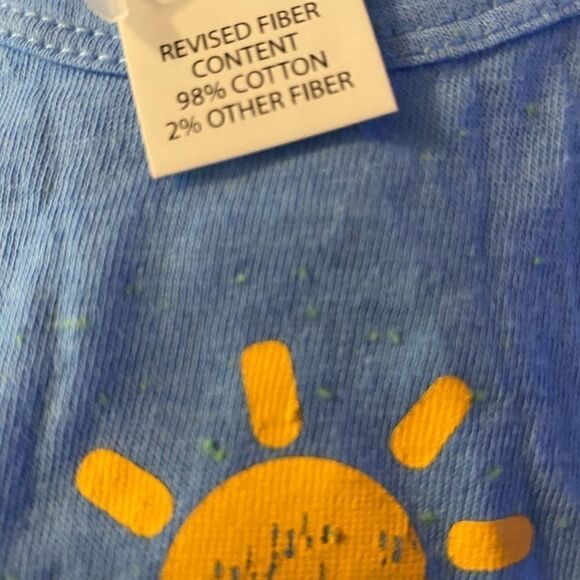 REVISED FIBER
CONTENT
98% COTTON
2% OTHER FIBER